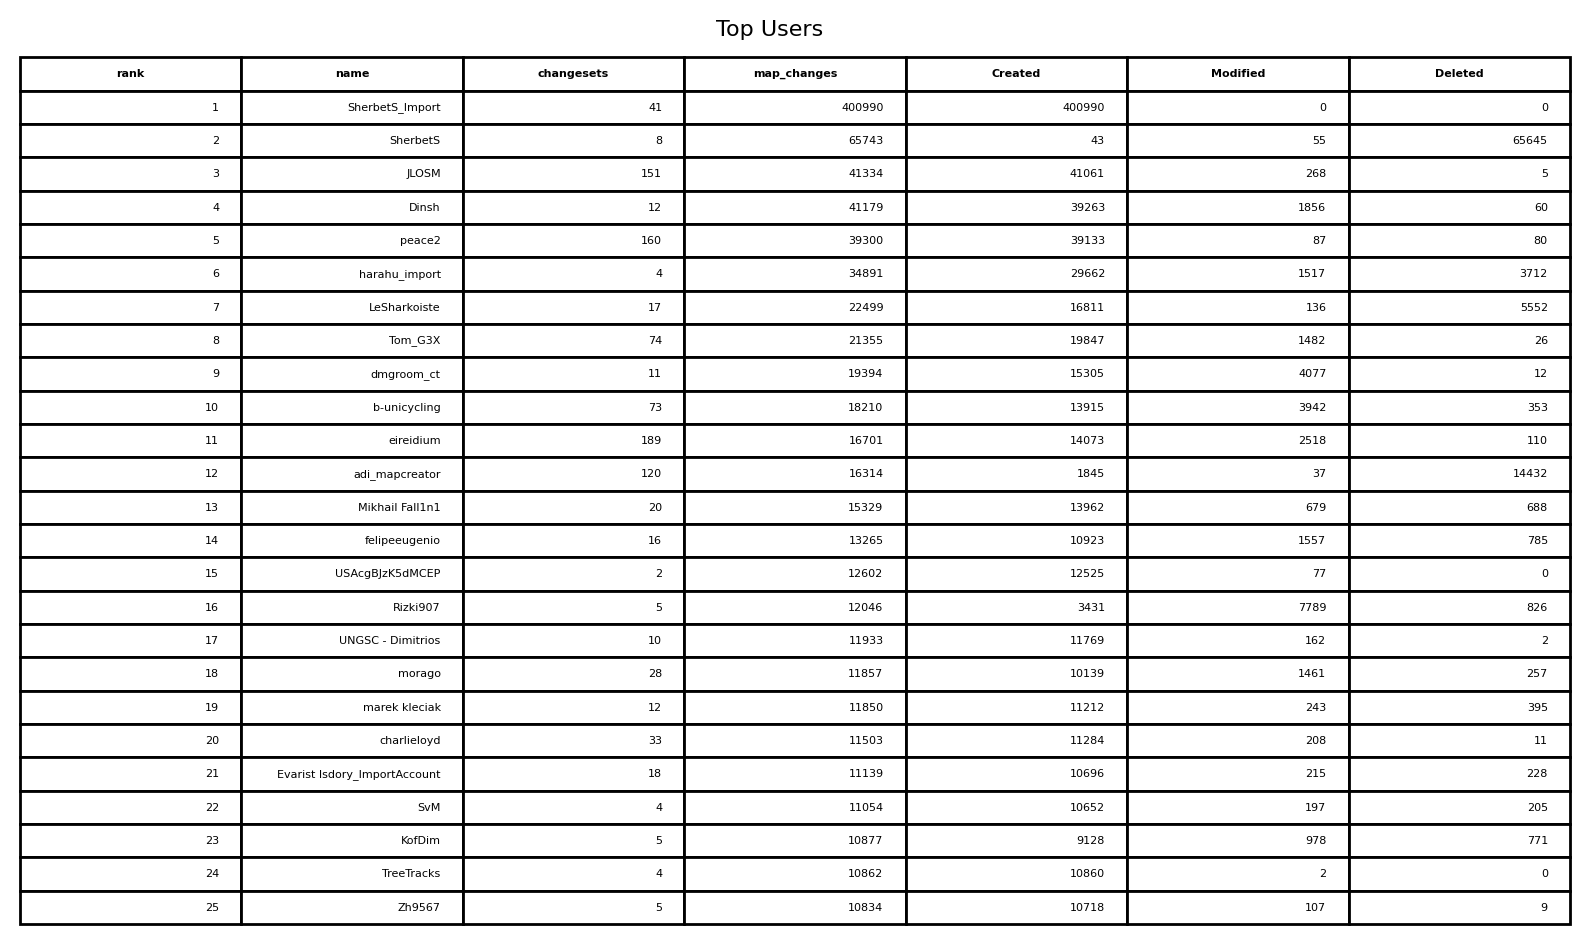 Top Users
rank name changesets map_changes Created Modified Deleted
1 SherbetS_Import 41 400990 400990 0 0
2 SherbetS 8 65743 43 55 65645
3 JLOSM 151 41334 41061 268 5
4 Dinsh 12 41179 39263 1856 60
5 peace2 160 39300 39133 87 80
6 harahu_import 4 34891 29662 1517 3712
7 LeSharkoiste 17 22499 16811 136 5552
8 Tom_G3X 74 21355 19847 1482 26
9 dmgroom_ct 11 19394 15305 4077 12
10 b-unicycling 73 18210 13915 3942 353
11 eireidium 189 16701 14073 2518 110
12 adi_mapcreator 120 16314 1845 37 14432
13 Mikhail Fall1n1 20 15329 13962 679 688
14 felipeeugenio 16 13265 10923 1557 785
15 USAcgBJzK5dMCEP 2 12602 12525 77 0
16 Rizki907 5 12046 3431 7789 826
17 UNGSC - Dimitrios 10 11933 11769 162 2
18 morago 28 11857 10139 1461 257
19 marek kleciak 12 11850 11212 243 395
20 charlieloyd 33 11503 11284 208 11
21 Evarist Isdory_ImportAccount 18 11139 10696 215 228
22 SvM 4 11054 10652 197 205
23 KofDim 5 10877 9128 978 771
24 TreeTracks 4 10862 10860 2 0
25 Zh9567 5 10834 10718 107 9